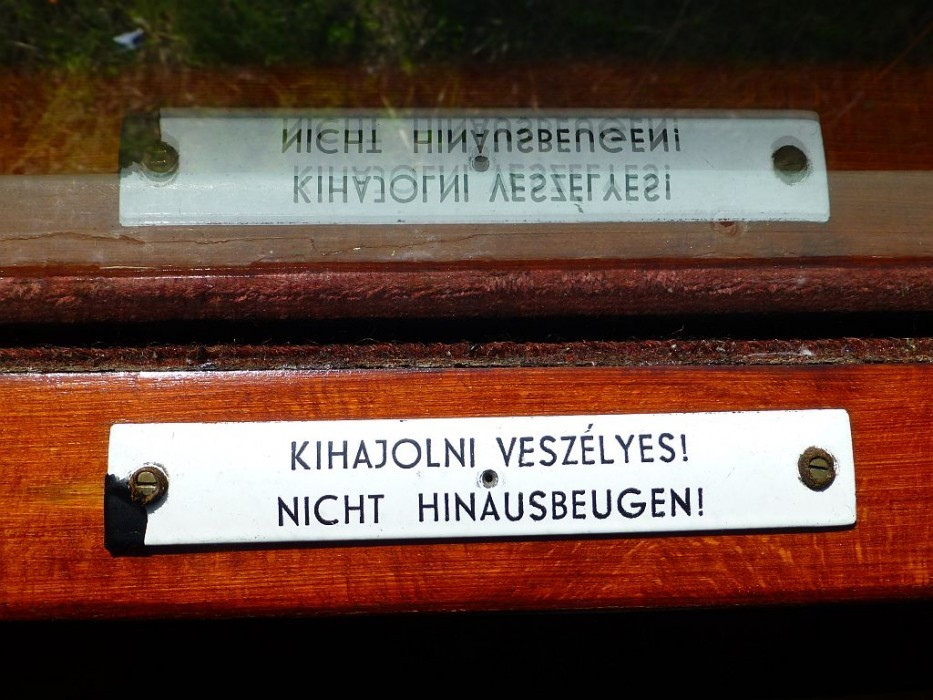 KIHAJOLNI VESZÉLYES!
NICHT HINAUSBEUGEN!